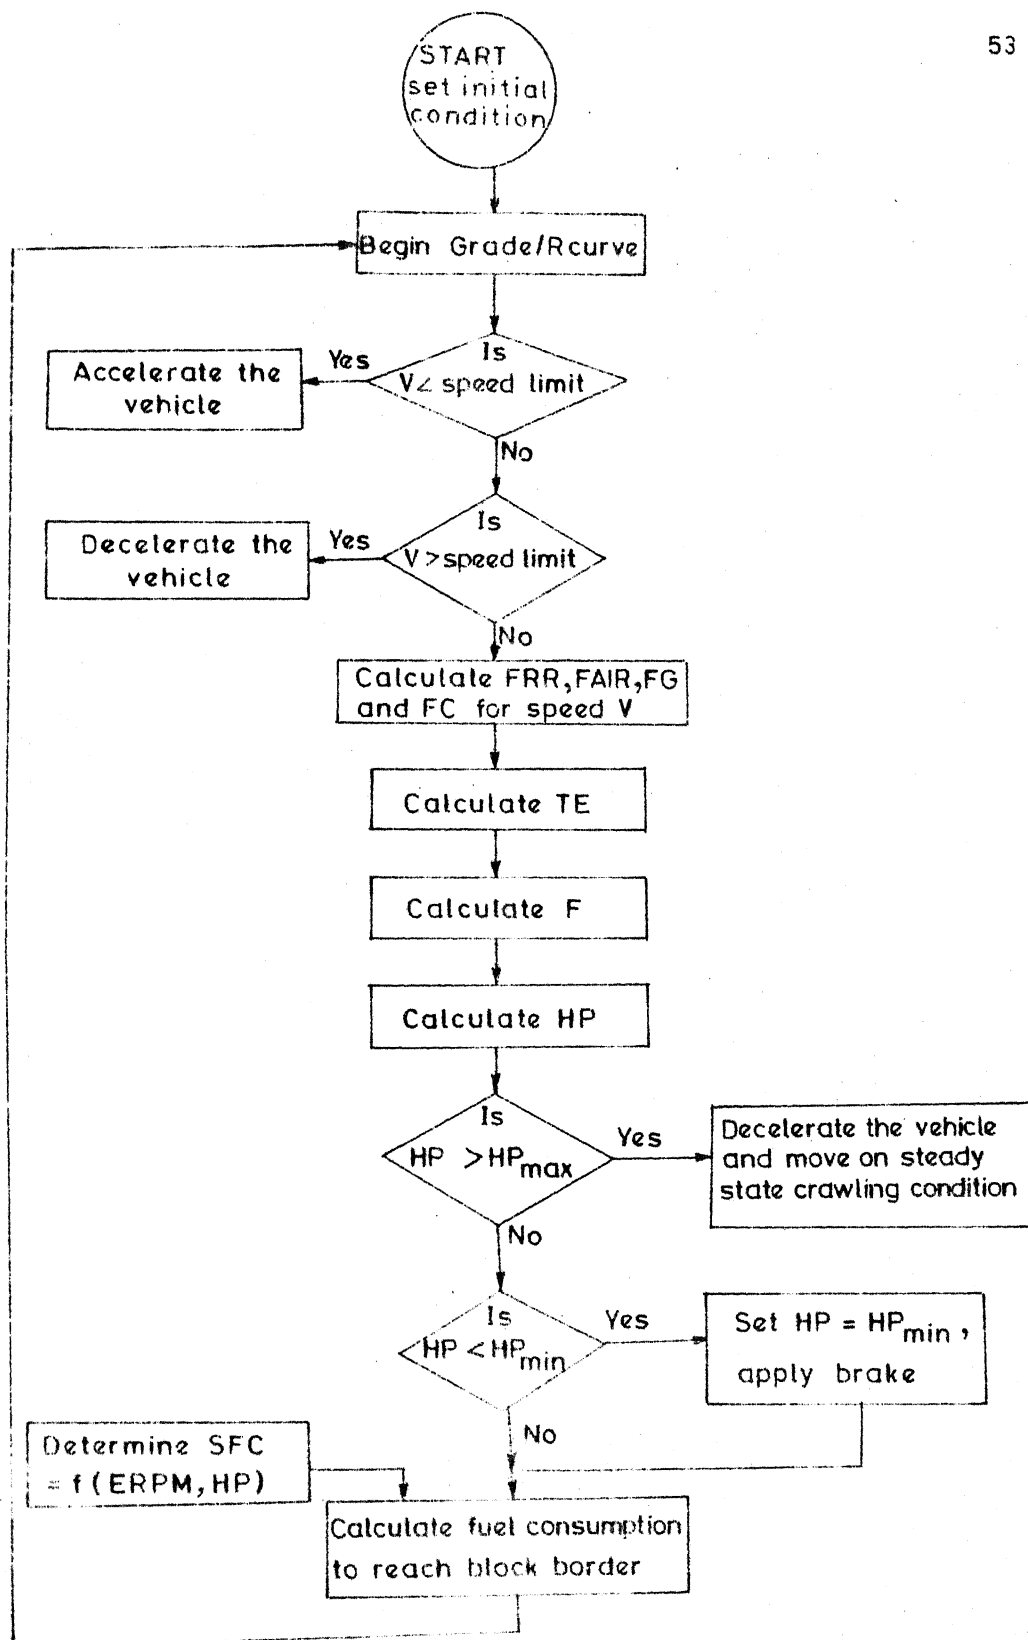 53
START
set initial
condition
Begin Grade/Rcurve
Is
V< speed limit
Yes
Accelerate the
vehicle
No
Is
V > speed limit
Yes
Decelerate the
vehicle
No
Calculate FRR, FAIR, FG
and FC for speed V
Calculate TE
Calculate F
Calculate HP
Is
HP > HPmax
Yes
Decelerate the vehicle
and move on steady
state crawling condition
No
Is
HP < HPmin
Yes
Set HP = HPmin ,
apply brake
No
Determine SFC
= f (ERPM, HP)
Calculate fuel consumption
to reach block border